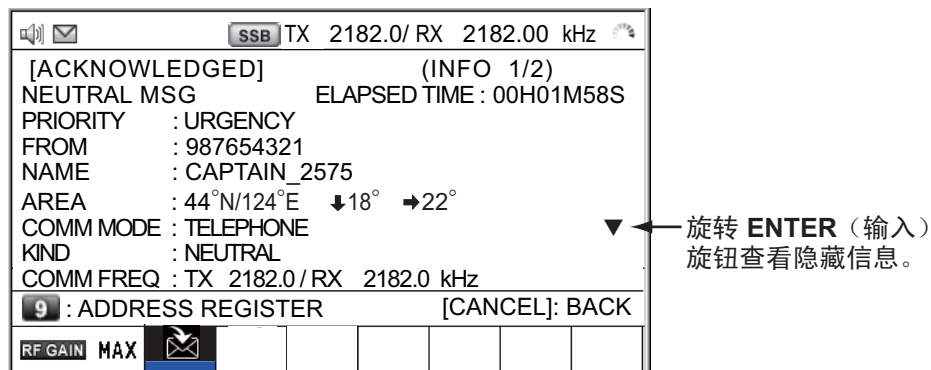 SSB TX 2182.0/ RX 2182.00 kHz
[ACKNOWLEDGED] (INFO 1/2)
NEUTRAL MSG ELAPSED TIME : 00H01M58S
PRIORITY : URGENCY
FROM : 987654321
NAME : CAPTAIN_2575
AREA : 44°N/124°E ⬇18° ➡22°
COMM MODE : TELEPHONE ▼
KIND : NEUTRAL
COMM FREQ : TX 2182.0 / RX 2182.0 kHz
9 : ADDRESS REGISTER [CANCEL]: BACK
RF GAIN MAX
旋转 ENTER（输入）
旋钮查看隐藏信息。